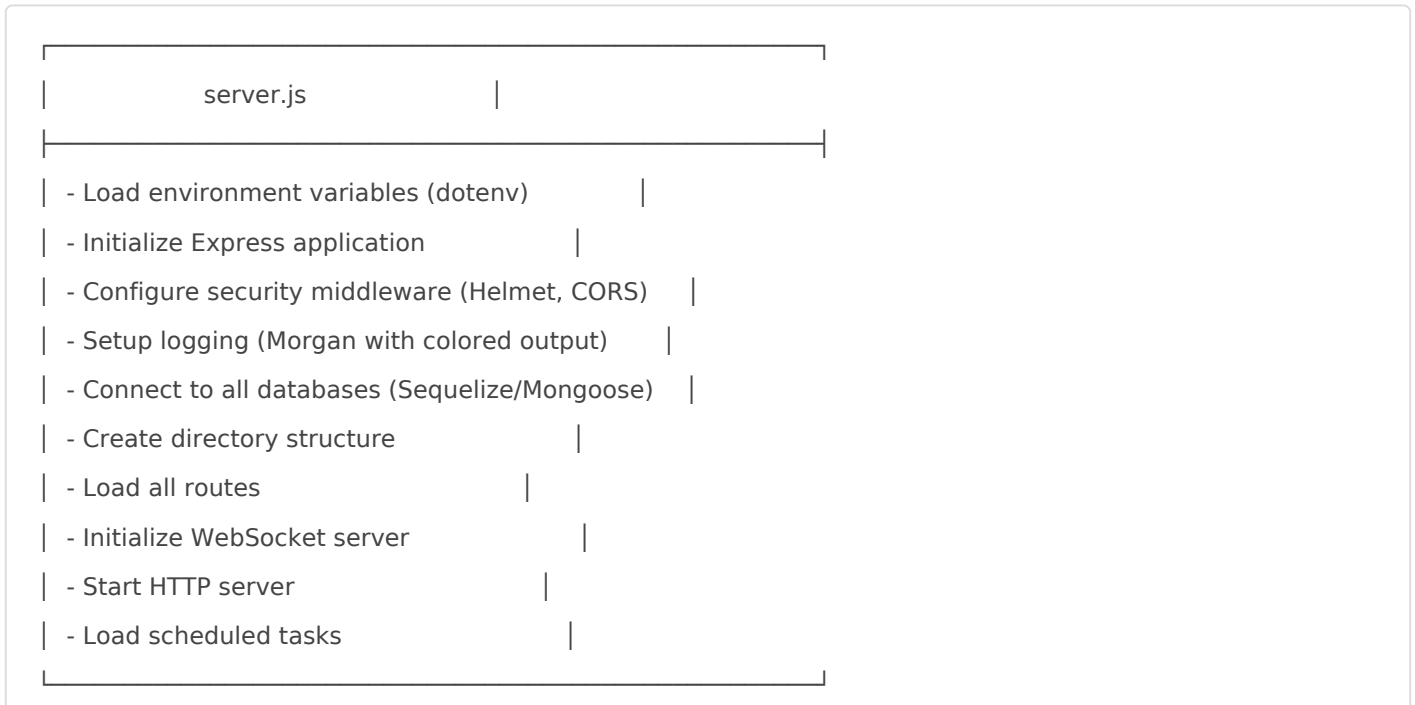 server.js
- Load environment variables (dotenv)
- Initialize Express application
- Configure security middleware (Helmet, CORS)
- Setup logging (Morgan with colored output)
- Connect to all databases (Sequelize/Mongoose)
- Create directory structure
- Load all routes
- Initialize WebSocket server
- Start HTTP server
- Load scheduled tasks